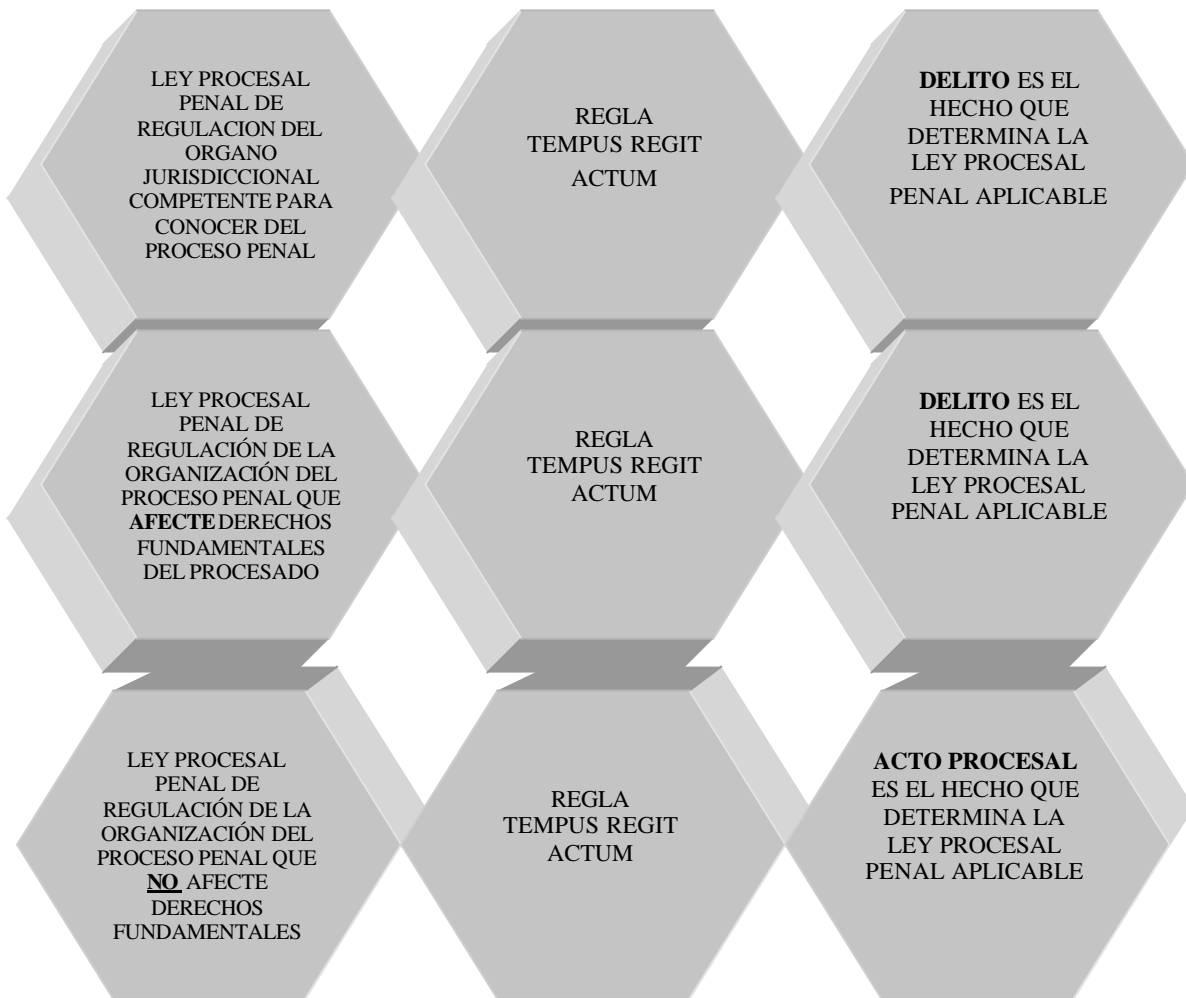 LEY PROCESAL
PENAL DE
REGULACION DEL
ORGANO
JURISDICCIONAL
COMPETENTE PARA
CONOCER DEL
PROCESO PENAL
REGLA
TEMPUS REGIT
ACTUM
DELITO ES EL
HECHO QUE
DETERMINA LA
LEY PROCESAL
PENAL APLICABLE
LEY PROCESAL
PENAL DE
REGULACIÓN DE LA
ORGANIZACIÓN DEL
PROCESO PENAL QUE
AFECTE DERECHOS
FUNDAMENTALES
DEL PROCESADO
REGLA
TEMPUS REGIT
ACTUM
DELITO ES EL
HECHO QUE
DETERMINA LA
LEY PROCESAL
PENAL APLICABLE
LEY PROCESAL
PENAL DE
REGULACIÓN DE LA
ORGANIZACIÓN DEL
PROCESO PENAL QUE
NO AFECTE
DERECHOS
FUNDAMENTALES
REGLA
TEMPUS REGIT
ACTUM
ACTO PROCESAL
ES EL HECHO QUE
DETERMINA LA
LEY PROCESAL
PENAL APLICABLE